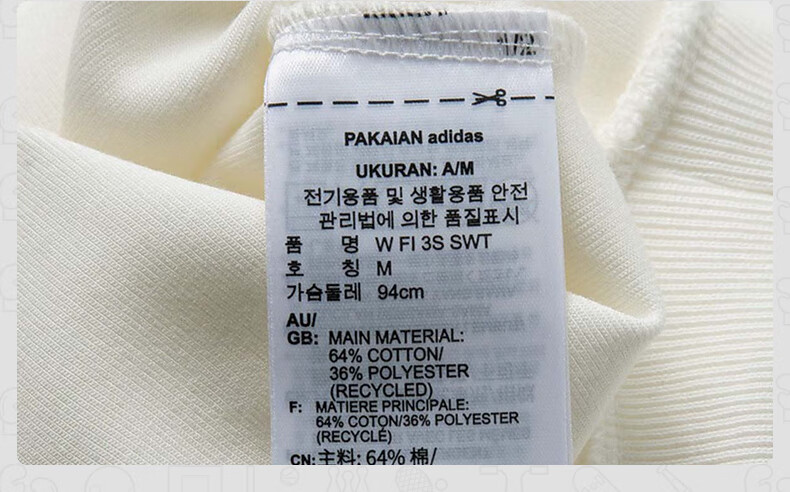 PAKAIAN adidas
UKURAN: A/M
전기용품 및 생활용품 안전
관리법에 의한 품질표시
품 명 W FI 3S SWT
호 칭 M
가슴둘레 94cm
AU/
GB: MAIN MATERIAL:
64% COTTON/
36% POLYESTER
(RECYCLED)
F: MATIERE PRINCIPALE:
64% COTON/36% POLYESTER
(RECYCLÉ)
CN: 主料: 64% 棉/